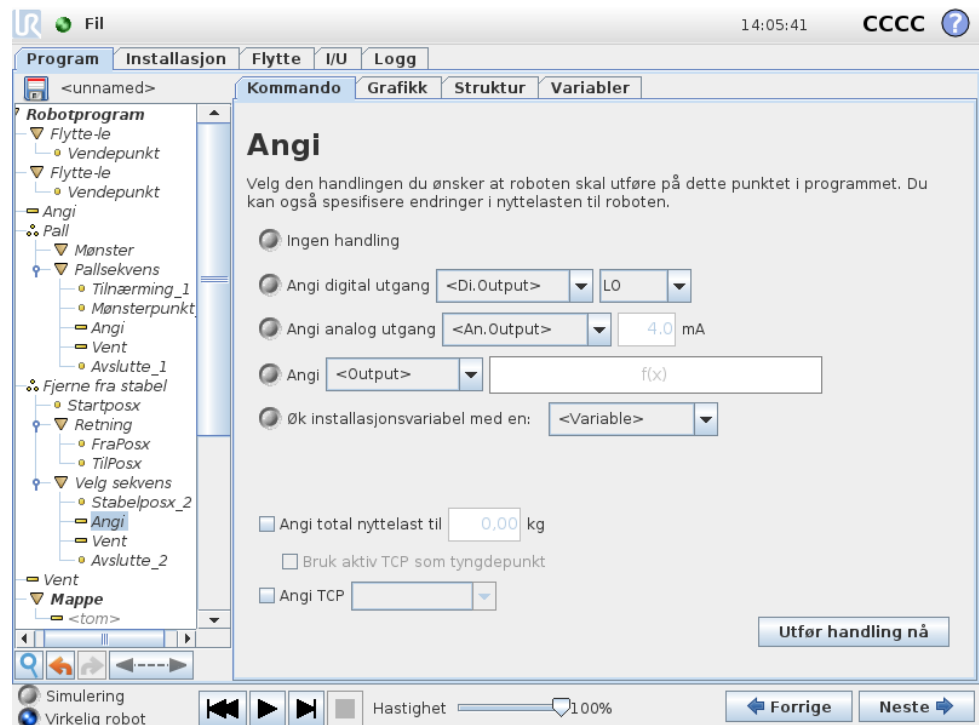 UR Fil 14:05:41 CCCC ?
Program Installasjon Flytte I/U Logg
<unnamed>
Kommando Grafikk Struktur Variabler
Robotprogram
Flytte-le
Vendepunkt
Flytte-le
Vendepunkt
Angi
Pall
Mønster
Pallsekvens
Tilnærming_1
Mønsterpunkt
Angi
Vent
Avslutte_1
Fjerne fra stabel
Startposx
Retning
FraPosx
TilPosx
Velg sekvens
Stabelposx_2
Angi
Vent
Avslutte_2
Vent
Mappe
<tom>
Angi
Velg den handlingen du ønsker at roboten skal utføre på dette punktet i programmet. Du
kan også spesifisere endringer i nyttelasten til roboten.
Ingen handling
Angi digital utgang <Di.Output> LO
Angi analog utgang <An.Output> 4.0 mA
Angi <Output> f(x)
Øk installasjonsvariabel med en: <Variable>
Angi total nyttelast til 0,00 kg
Bruk aktiv TCP som tyngdepunkt
Angi TCP
Utfør handling nå
Simulering
Virkelig robot
Hastighet 100%
Forrige Neste